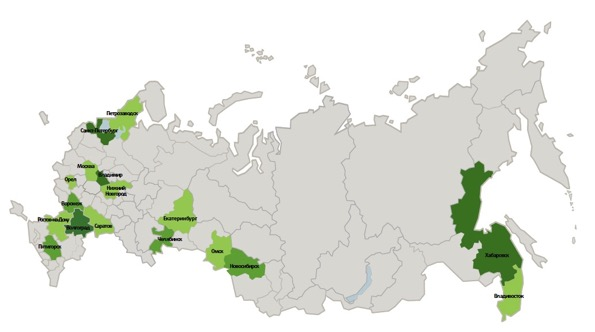 Петрозаводск
Санкт-Петербург
Москва
Владимир
Орел
Нижний
Новгород
Воронеж
Ростов-на-Дону
Волгоград
Саратов
Пятигорск
Екатеринбург
Челябинск
Омск
Новосибирск
Хабаровск
Владивосток